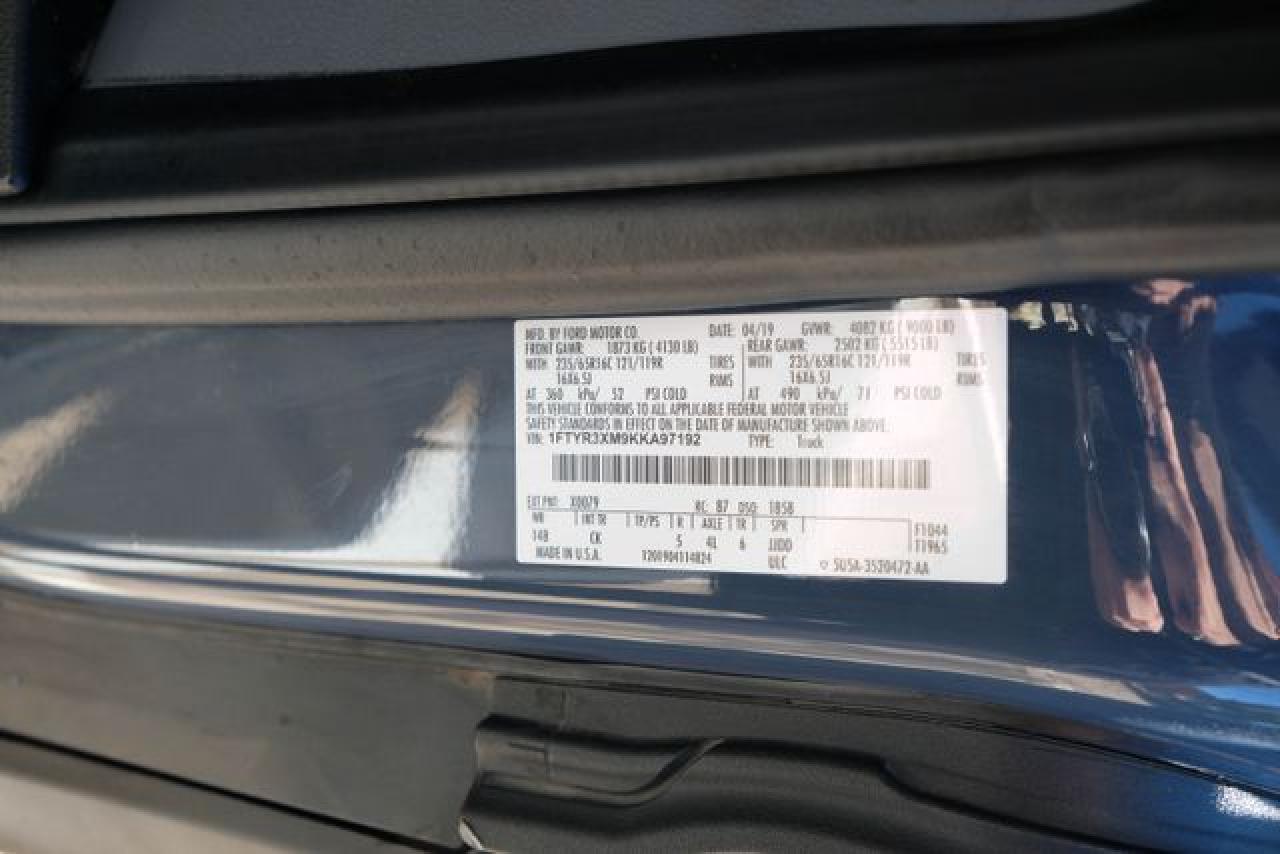 MFD. BY FORD MOTOR CO. DATE: 04/19 GVWR: 4082 KG ( 9000 LB)
FRONT GAWR: 1873 KG ( 4130 LB) REAR GAWR: 2502 KG ( 5515 LB)
WITH 235/65R16C 121/119R TIRES WITH 235/65R16C 121/119R TIRES
16X6.5J RIMS 16X6.5J RIMS
AT 360 kPa/ 52 PSI COLD AT 490 kPa/ 71 PSI COLD
THIS VEHICLE CONFORMS TO ALL APPLICABLE FEDERAL MOTOR VEHICLE
SAFETY STANDARDS IN EFFECT ON THE DATE OF MANUFACTURE SHOWN ABOVE.
VIN: 1FTYR3XM9KKA97192 TYPE: Truck
EXT PNT: X0079 RC: 87 DSO: 1858
WB INT TR TP/PS R AXLE TR SPR F1044
148 CK 5 4L 6 JJDD T1965
MADE IN U.S.A. 1201904114824 ULC 5U5A-3520472-AA